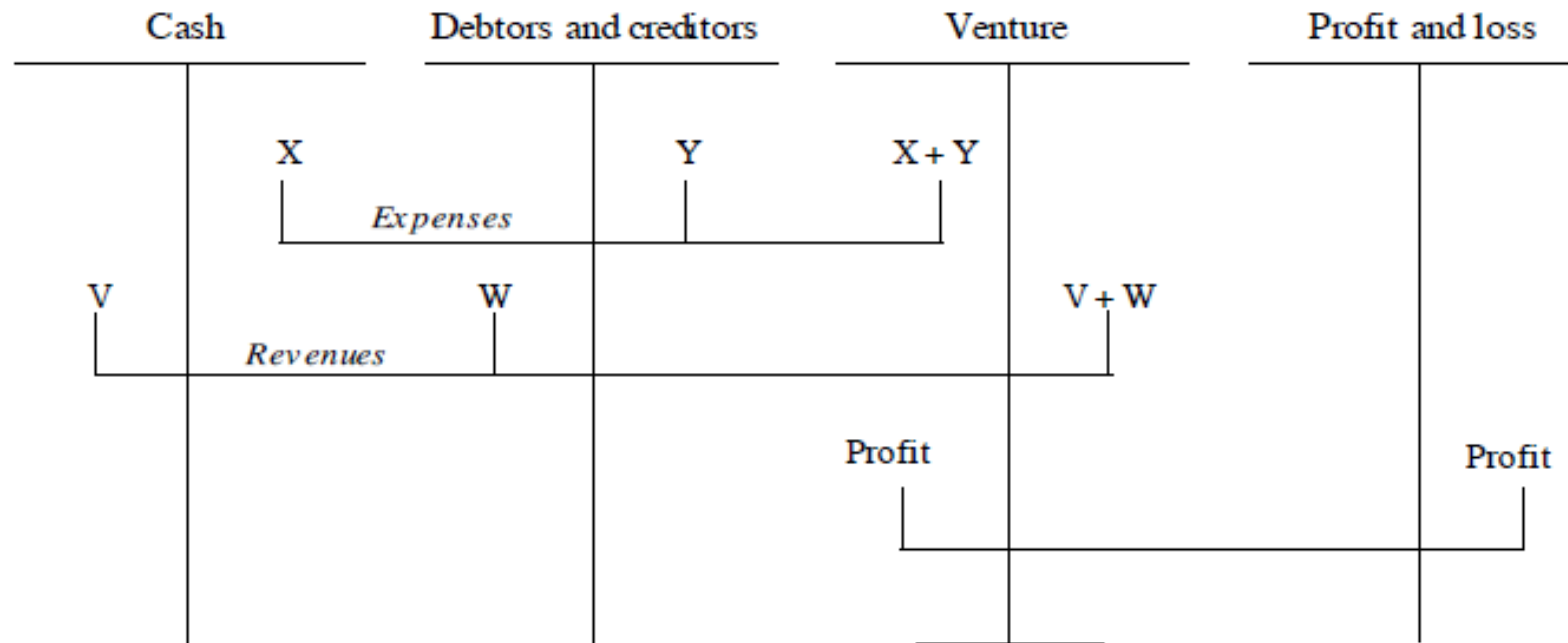 Cash Debtors and creditors Venture Profit and loss
X Y X + Y
Expenses
V W V + W
Revenues
Profit Profit